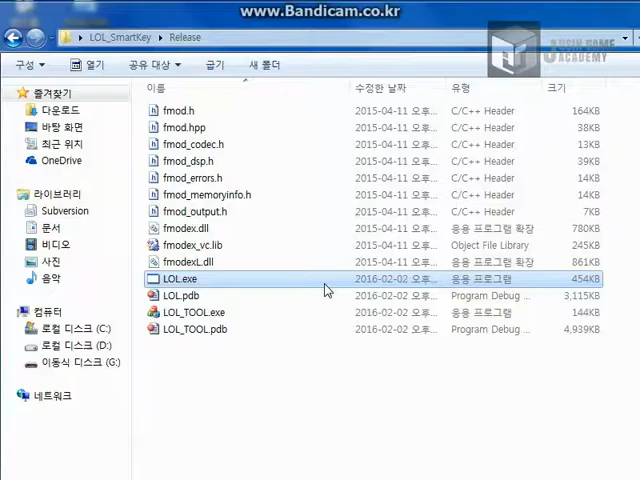 www.Bandicam.co.kr
LOL_SmartKey ▸ Release
JUSIN GAME ACADEMY
구성 ▼ 열기 공유 대상 ▼ 굽기 새 폴더
즐겨찾기 이름 수정한 날짜 유형 크기
다운로드 fmod.h 2015-04-11 오후... C/C++ Header 164KB
바탕 화면 fmod.hpp 2015-04-11 오후... C/C++ Header 38KB
최근 위치 fmod_codec.h 2015-04-11 오후... C/C++ Header 13KB
OneDrive fmod_dsp.h 2015-04-11 오후... C/C++ Header 39KB
fmod_errors.h 2015-04-11 오후... C/C++ Header 14KB
라이브러리 fmod_memoryinfo.h 2015-04-11 오후... C/C++ Header 14KB
Subversion fmod_output.h 2015-04-11 오후... C/C++ Header 7KB
문서 fmodex.dll 2015-04-11 오후... 응용 프로그램 확장 780KB
비디오 fmodex_vc.lib 2015-04-11 오후... Object File Library 245KB
사진 fmodexL.dll 2015-04-11 오후... 응용 프로그램 확장 861KB
음악 LOL.exe 2016-02-02 오후... 응용 프로그램 454KB
LOL.pdb 2016-02-02 오후... Program Debug ... 3,115KB
컴퓨터 LOL_TOOL.exe 2016-02-02 오후... 응용 프로그램 144KB
로컬 디스크 (C:) LOL_TOOL.pdb 2016-02-02 오후... Program Debug ... 4,939KB
로컬 디스크 (D:)
이동식 디스크 (G:)
네트워크